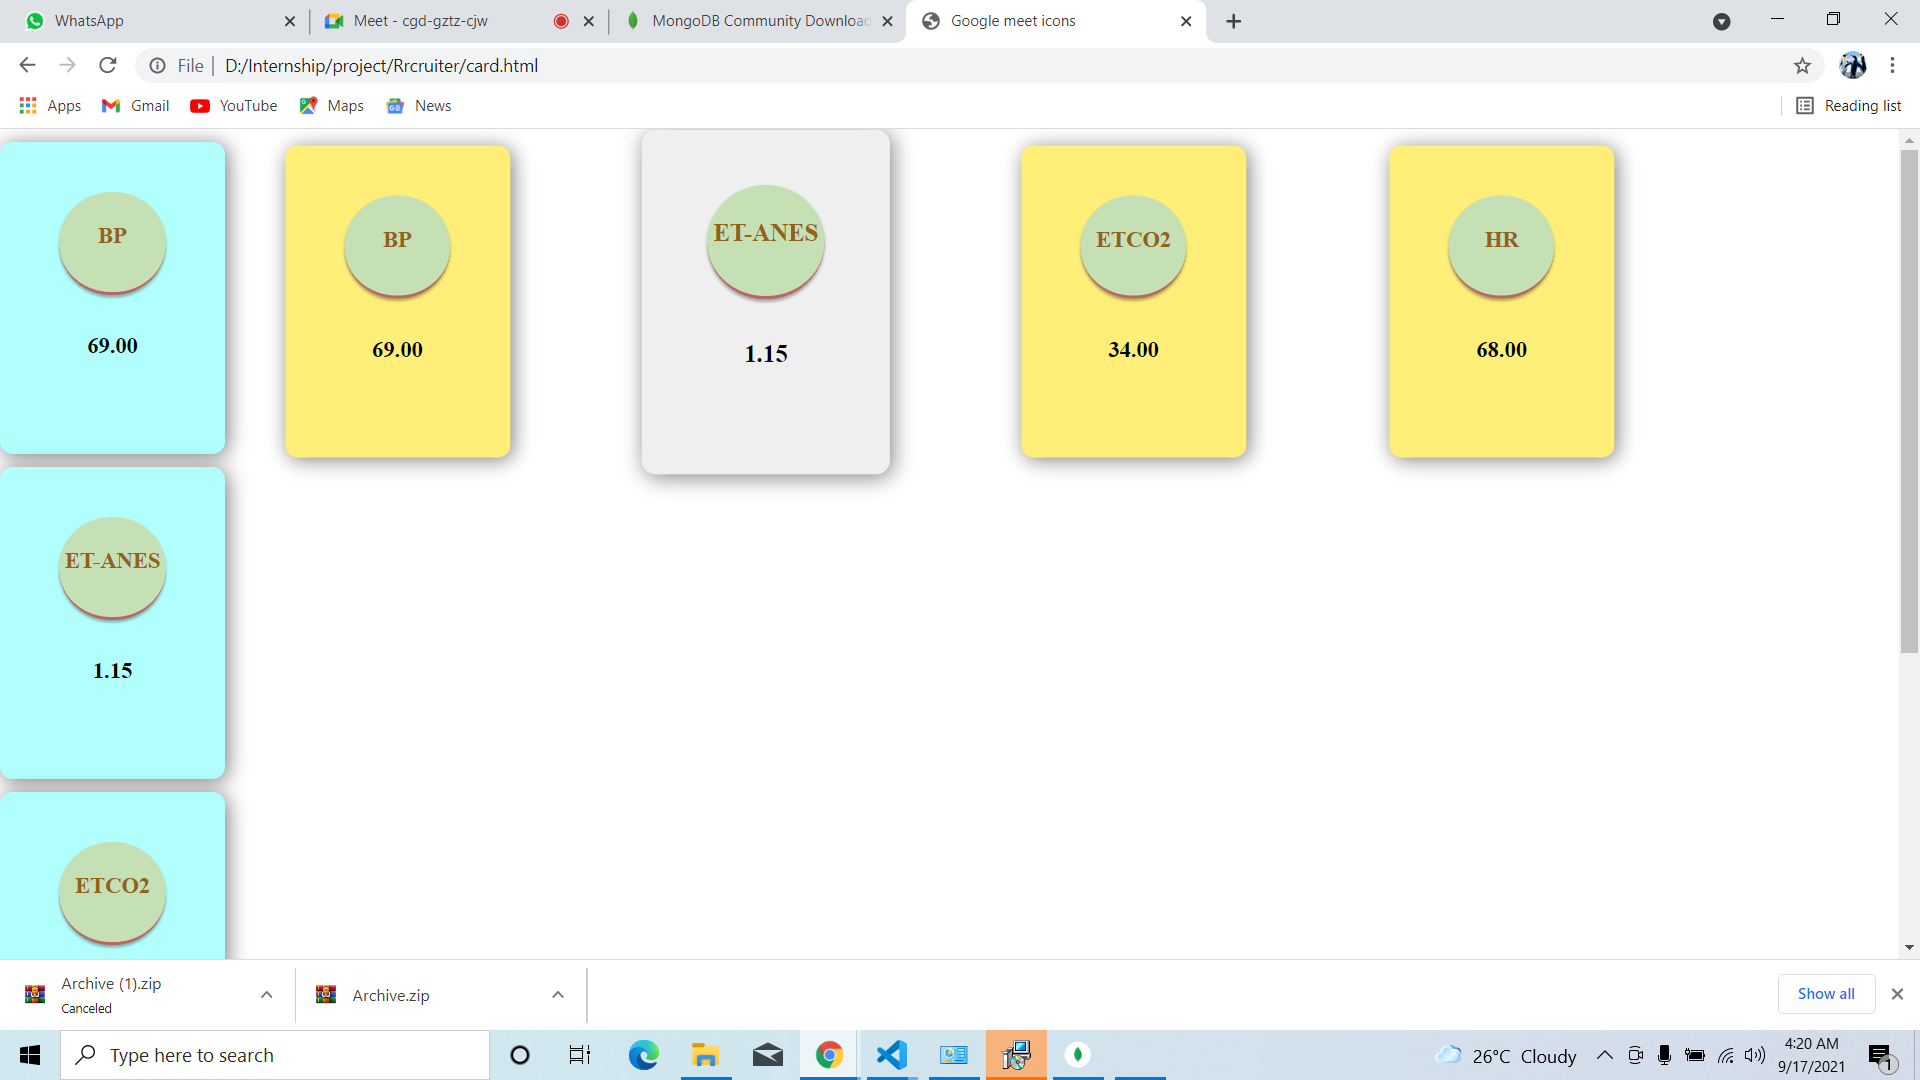 WhatsApp
Meet - cgd-gztz-cjw
MongoDB Community Download
Google meet icons
File
D:/Internship/project/Rrcruiter/card.html
Apps
Gmail
YouTube
Maps
News
Reading list
BP
69.00
BP
69.00
ET-ANES
1.15
ETCO2
34.00
HR
68.00
ET-ANES
1.15
ETCO2
Archive (1).zip
Canceled
Archive.zip
Show all
Type here to search
26°C Cloudy
4:20 AM
9/17/2021
1